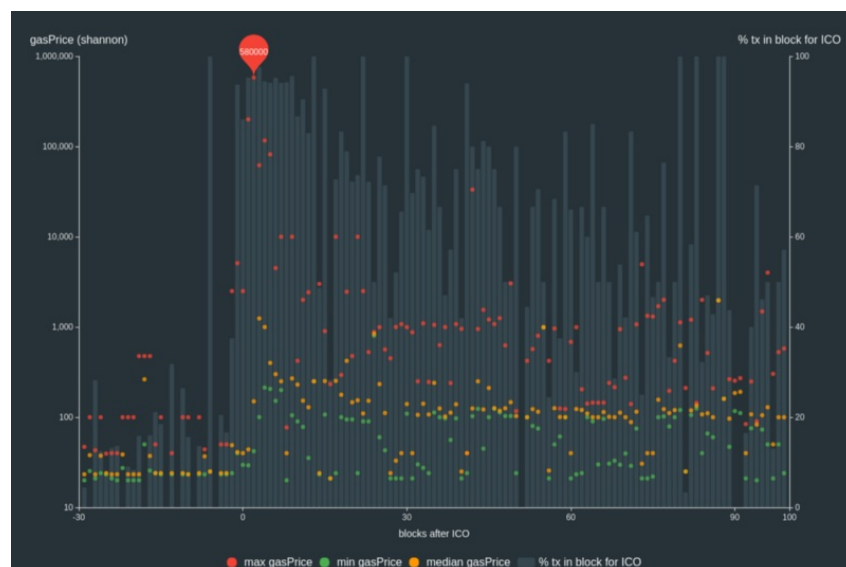 gasPrice (shannon)
% tx in block for ICO
580000
1,000,000
100,000
10,000
1,000
100
10
100
80
60
40
20
0
-30
0
30
60
90
100
blocks after ICO
max gasPrice
min gasPrice
median gasPrice
% tx in block for ICO